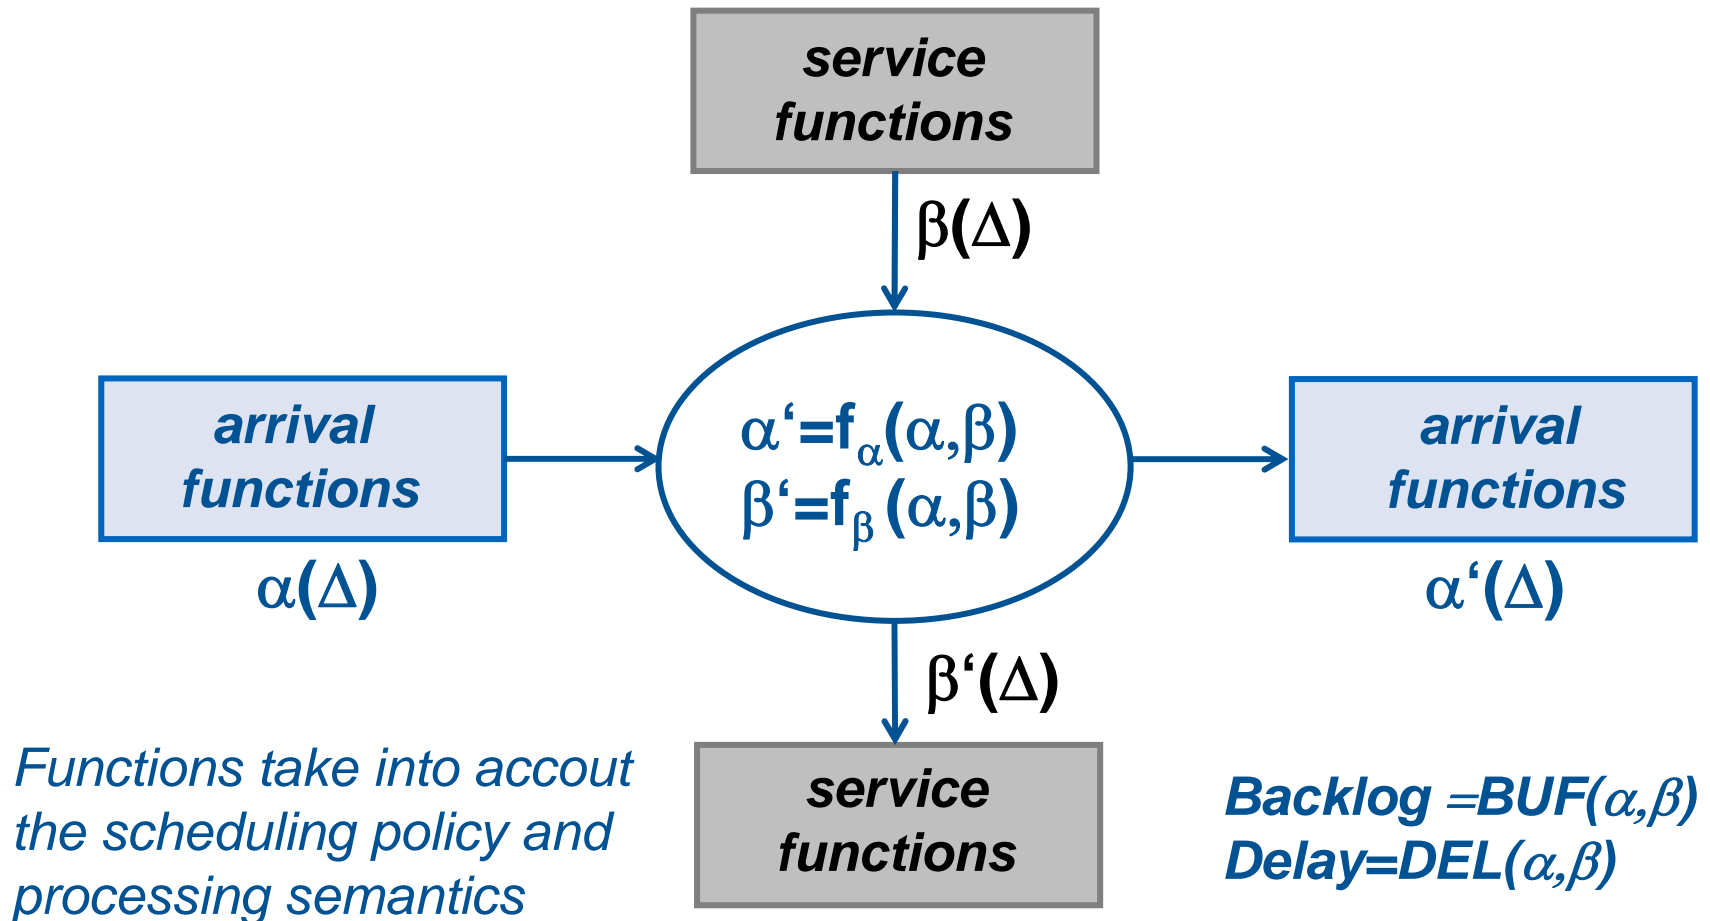 service
functions
β(Δ)
arrival
functions
α(Δ)
α‘=fα(α,β)
β‘=fβ (α,β)
arrival
functions
α‘(Δ)
β‘(Δ)
service
functions
Functions take into accout
the scheduling policy and
processing semantics
Backlog =BUF(α,β)
Delay=DEL(α,β)